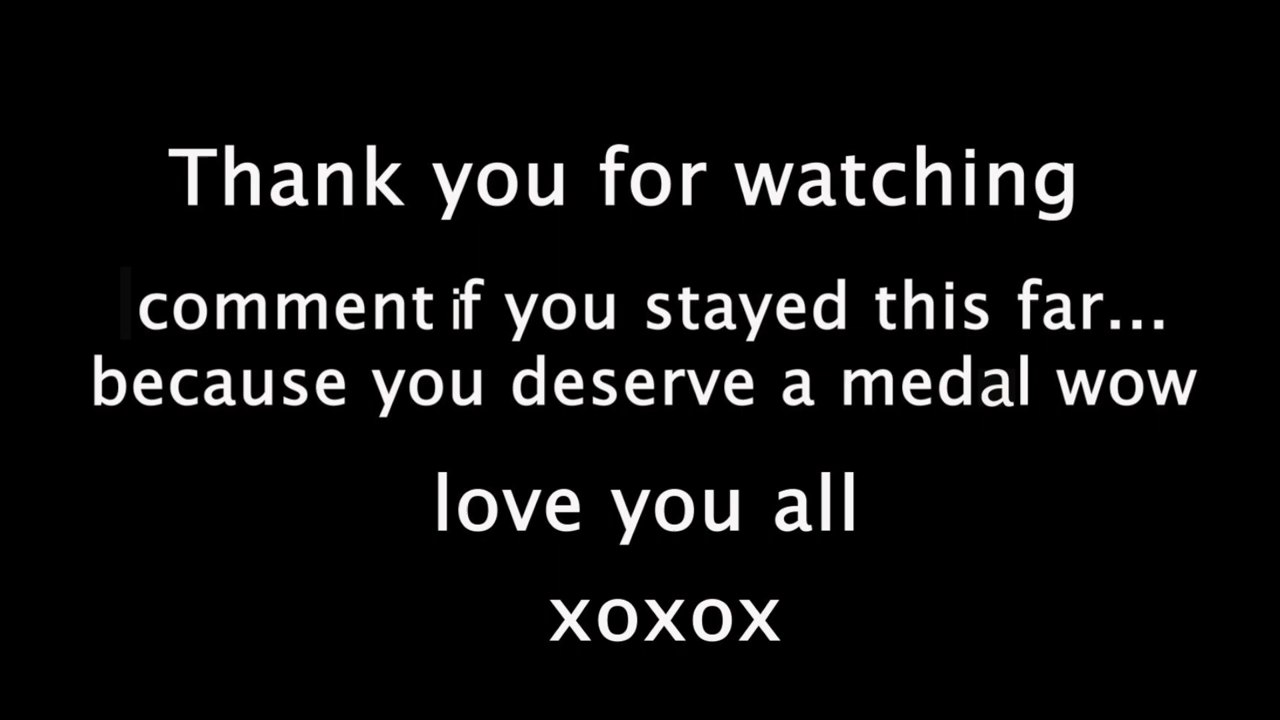 Thank you for watching
comment if you stayed this far...
because you deserve a medal wow
love you all
xoxox